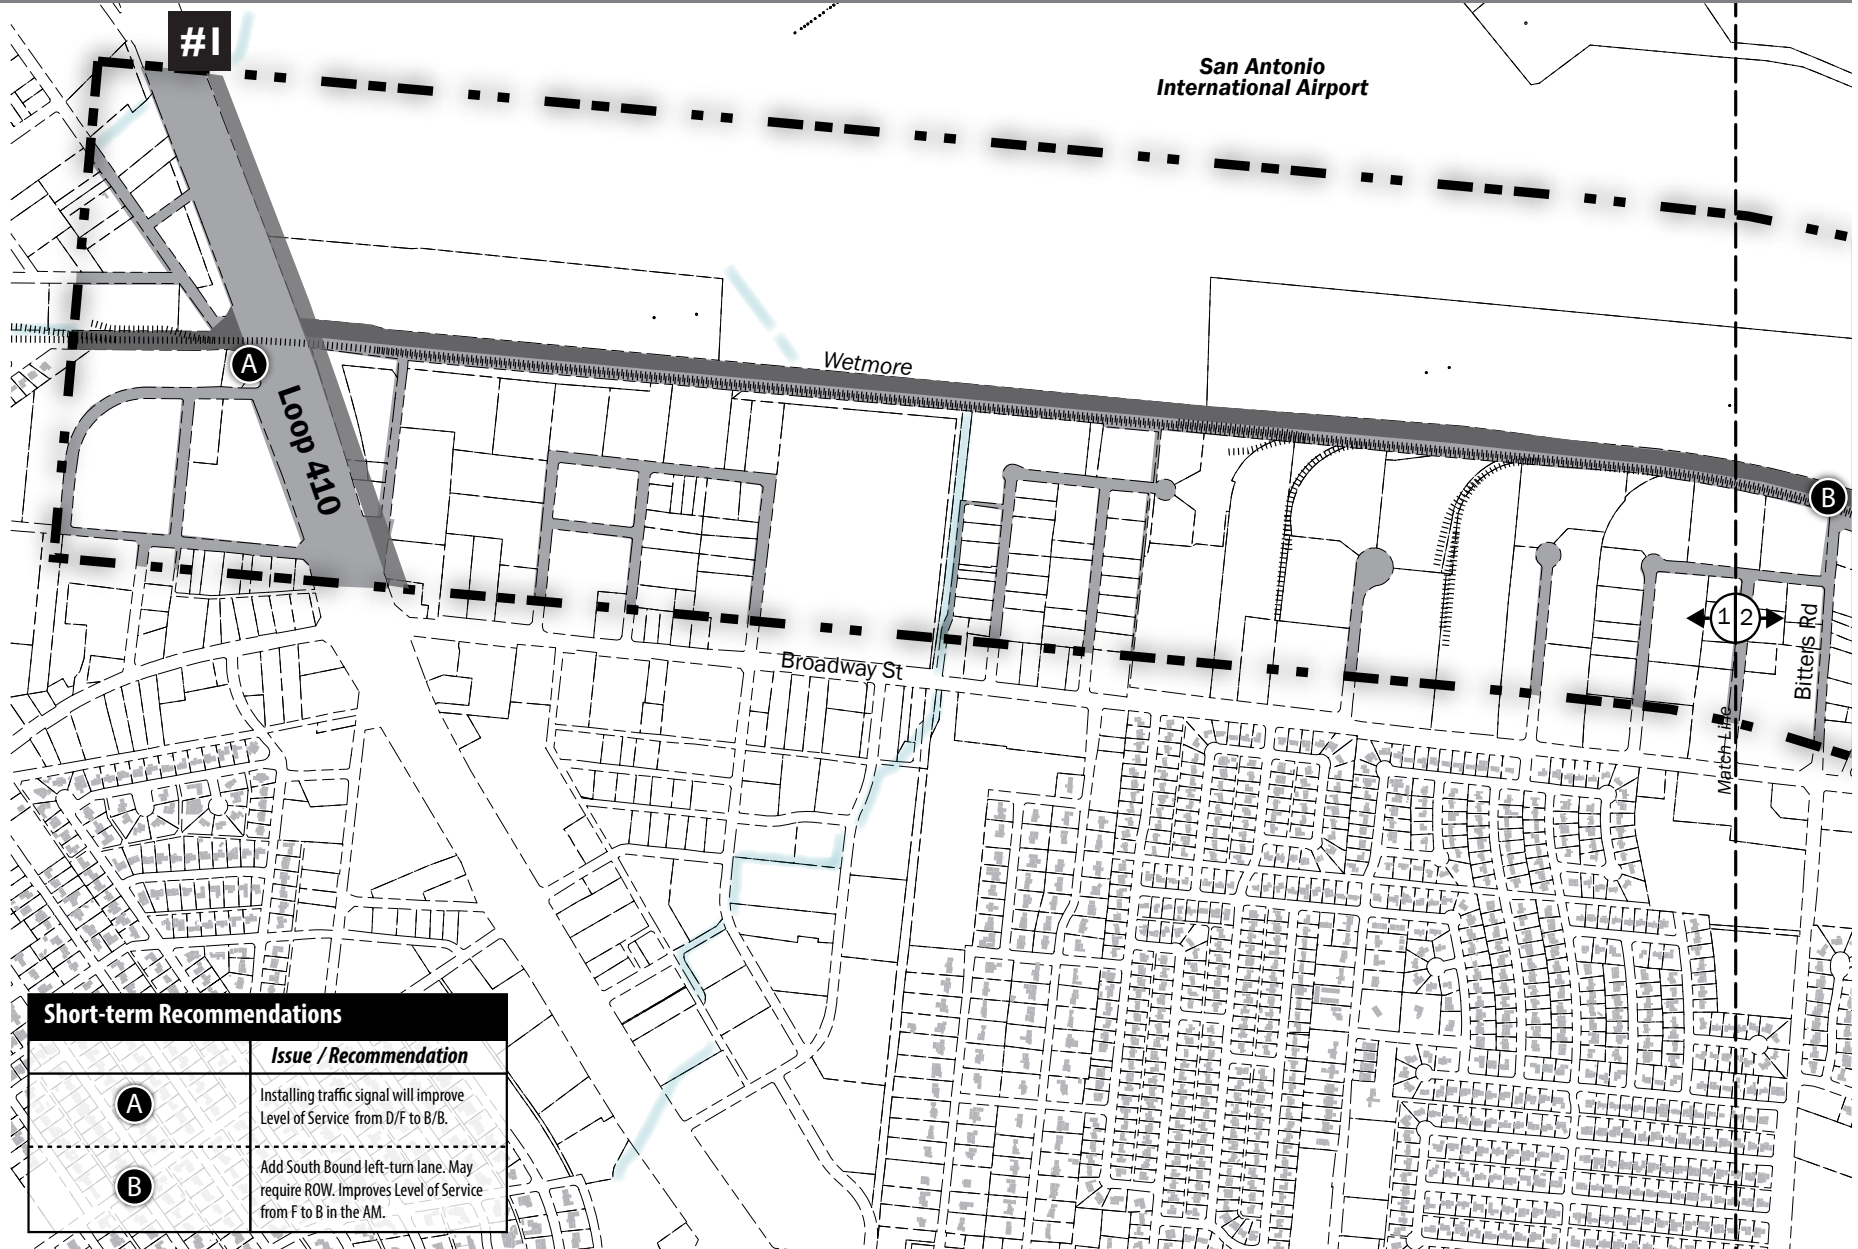 #1
San Antonio
International Airport
Wetmore
A
B
Loop 410
Broadway St
1 2
Bitters Rd
Match Line
Short-term Recommendations
Issue / Recommendation
A
Installing traffic signal will improve
Level of Service from D/F to B/B.
B
Add South Bound left-turn lane. May
require ROW. Improves Level of Service
from F to B in the AM.